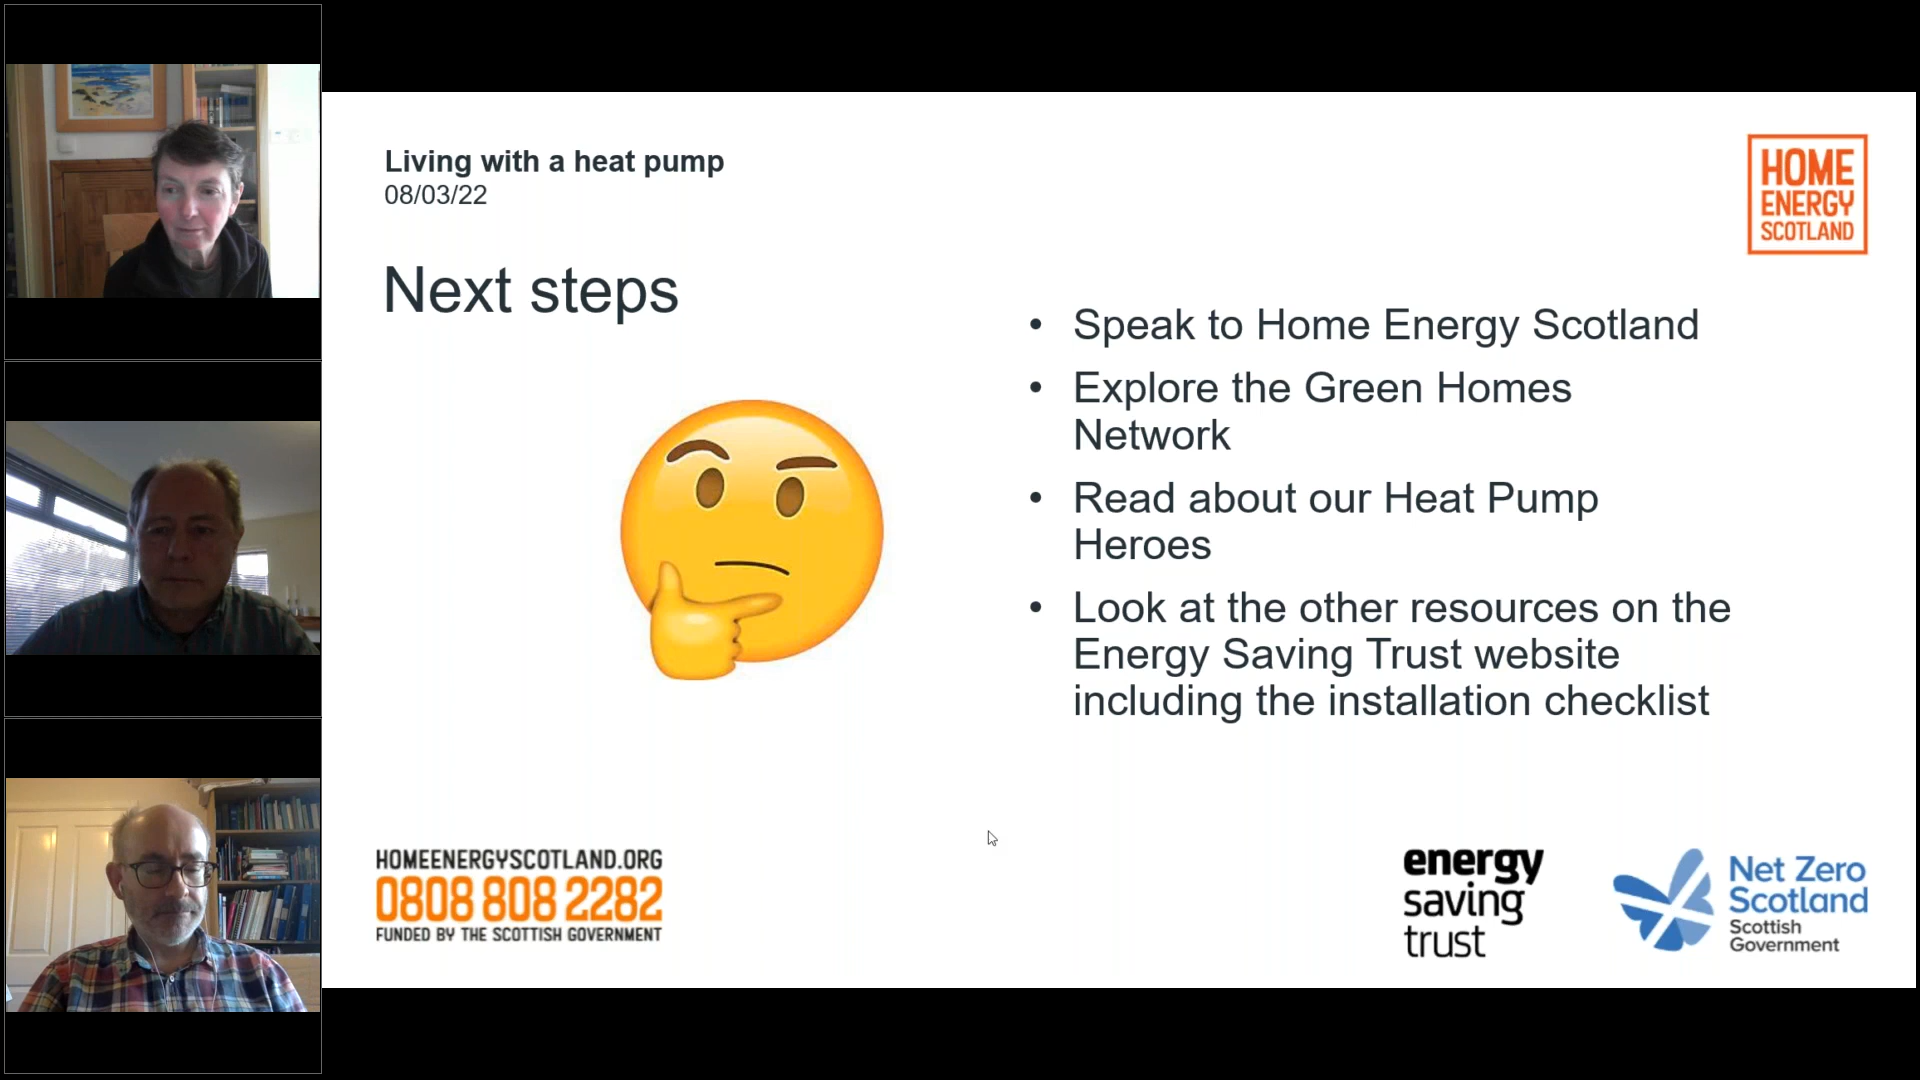 Living with a heat pump
08/03/22
HOME
ENERGY
SCOTLAND
Next steps
• Speak to Home Energy Scotland
• Explore the Green Homes
Network
• Read about our Heat Pump
Heroes
• Look at the other resources on the
Energy Saving Trust website
including the installation checklist
HOMEENERGYSCOTLAND.ORG
0808 808 2282
FUNDED BY THE SCOTTISH GOVERNMENT
energy
saving
trust
Net Zero
Scotland
Scottish
Government